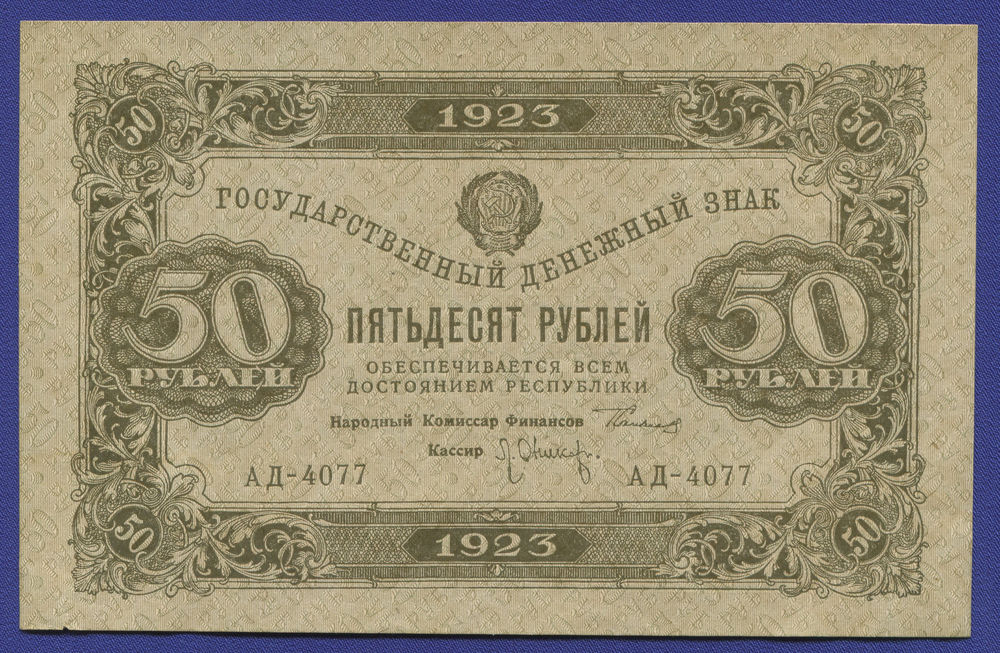 50 1923 50
ГОСУДАРСТВЕННЫЙ ДЕНЕЖНЫЙ ЗНАК
50 РУБЛЕЙ
50 РУБЛЕЙ
ПЯТЬДЕСЯТ РУБЛЕЙ
ОБЕСПЕЧИВАЕТСЯ ВСЕМ
ДОСТОЯНИЕМ РЕСПУБЛИКИ
Народный Комиссар Финансов
Кассир
АД-4077 АД-4077
50 1923 50